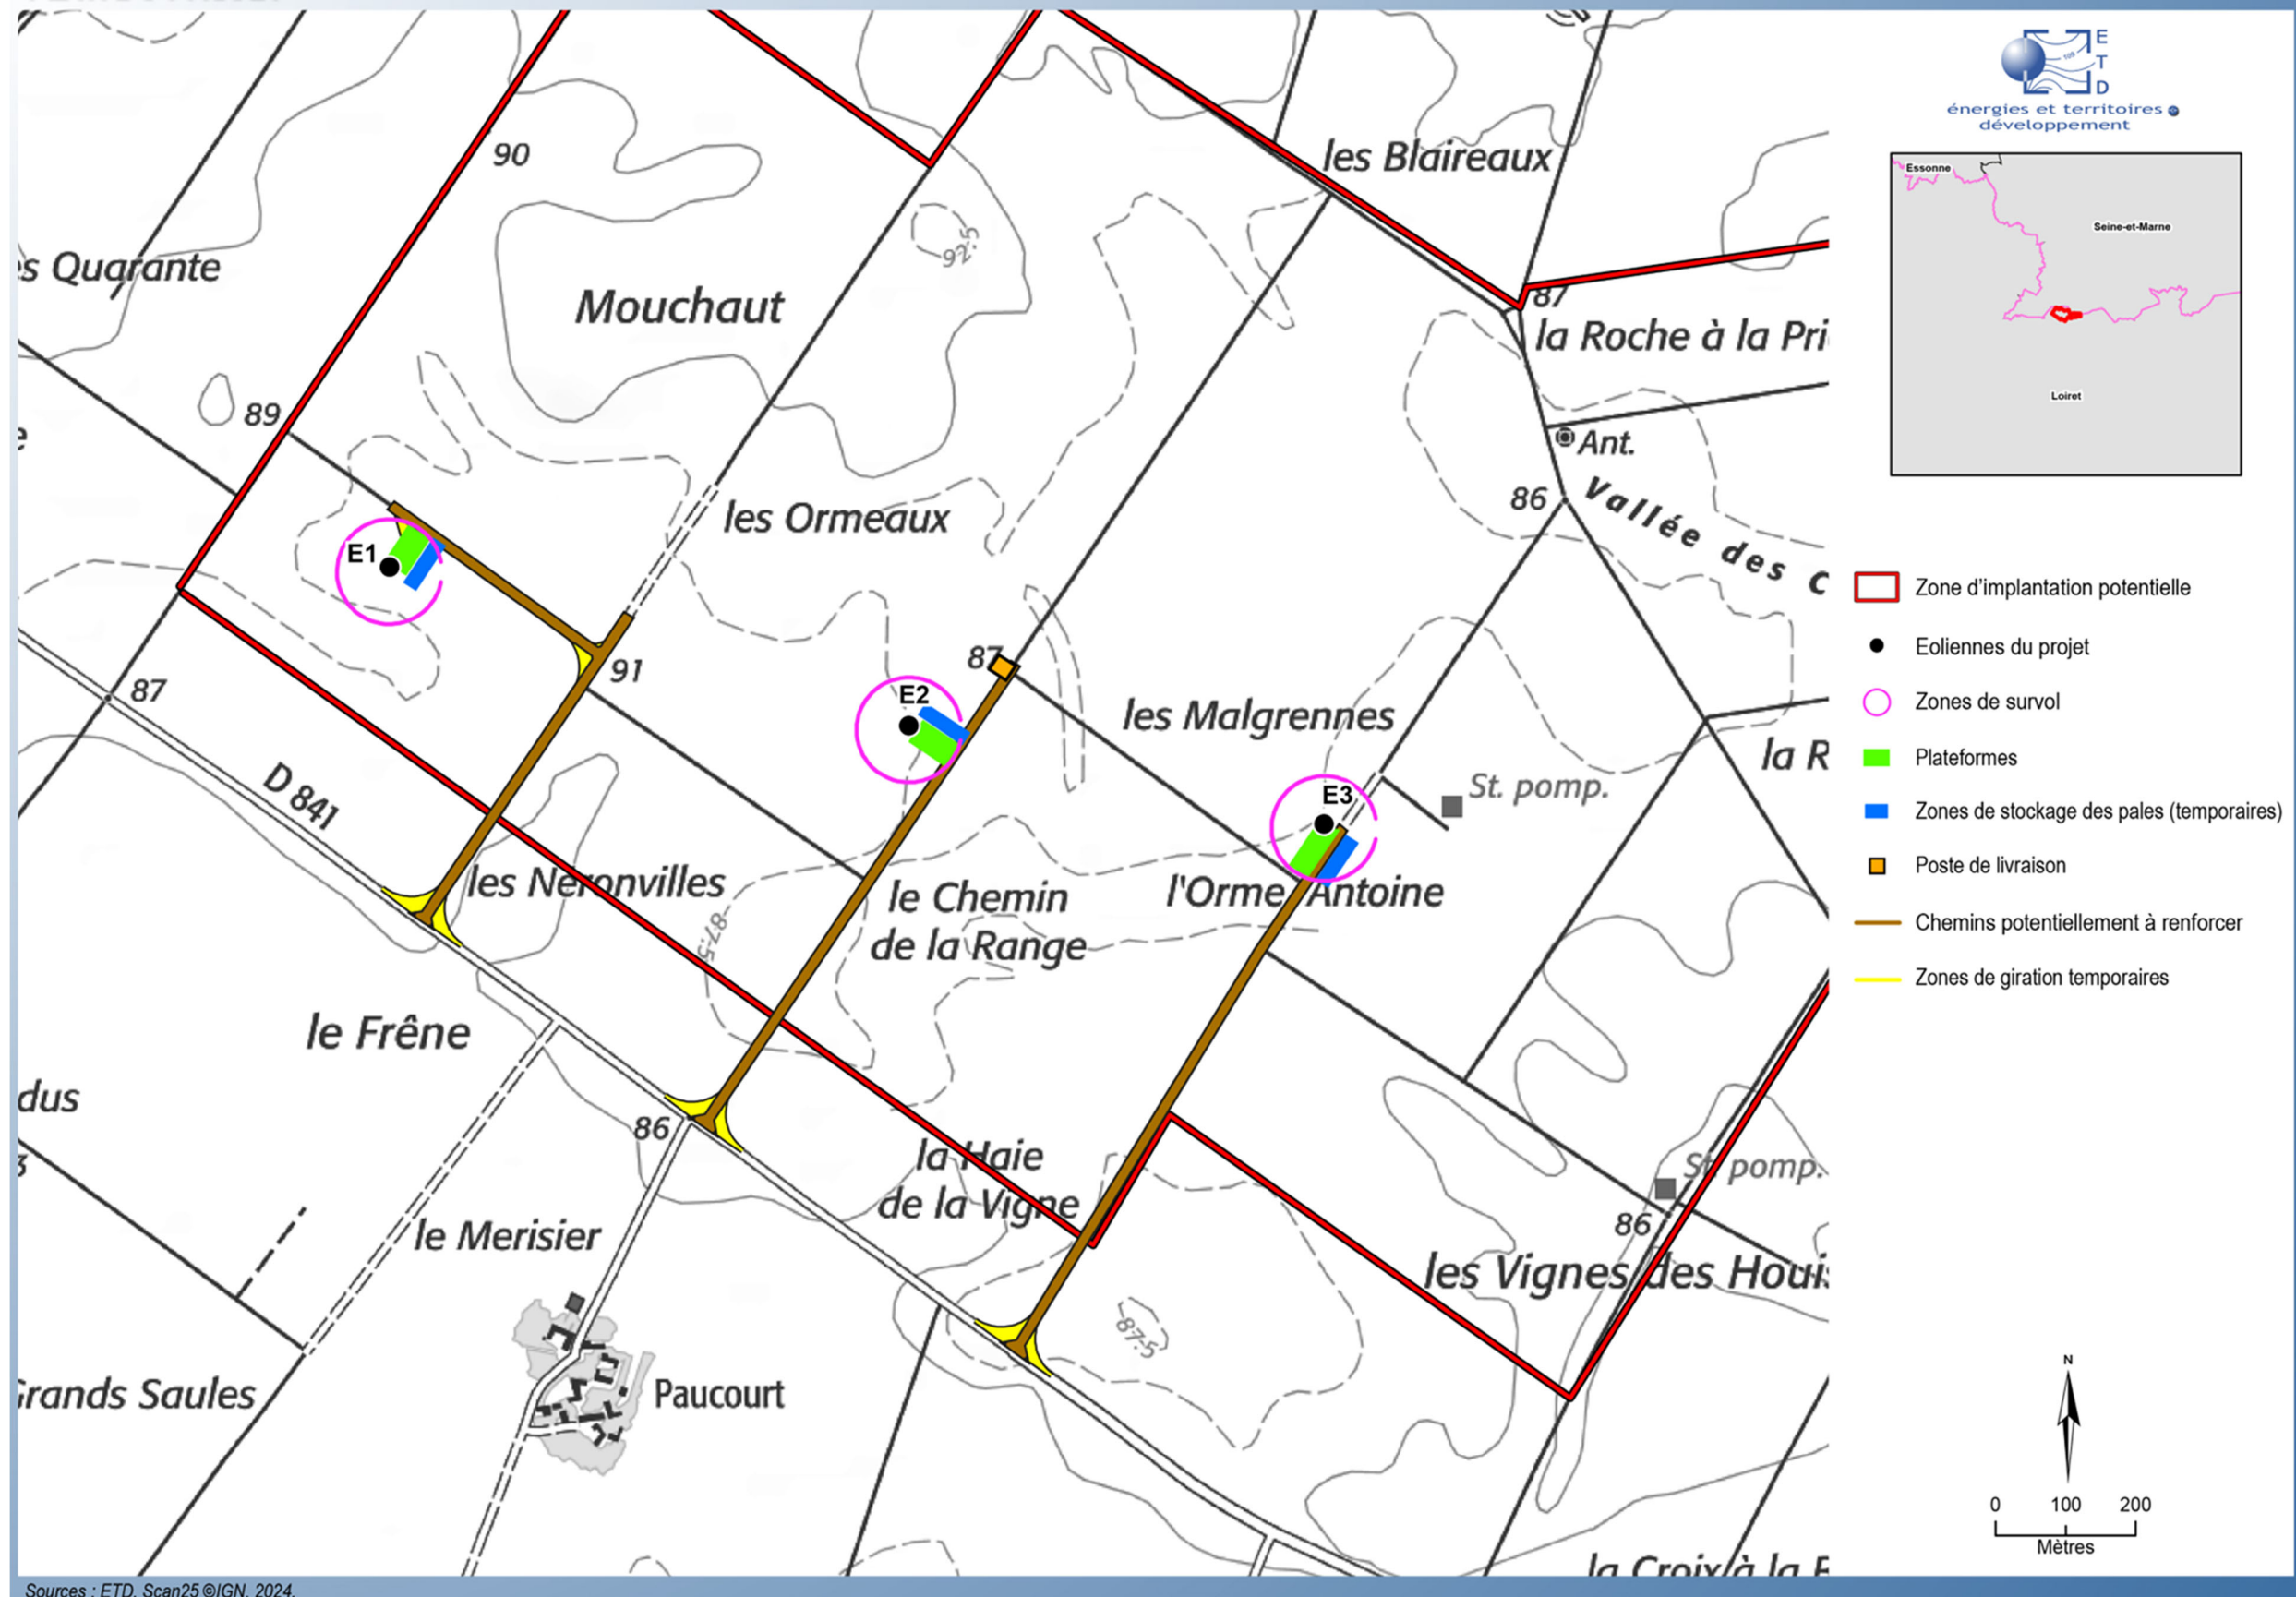 90
les Blaireaux
Quarante
Mouchaut
92.5
87
la Roche à la Pri
89
Ant.
86
Vallée des C
les Ormeaux
E1
91
87
87
E2
les Malgrennes
la R
St. pomp.
E3
D 841
les Neronvilles
le Chemin
de la Range
l'Orme Antoine
87.5
le Frêne
dus
86
la Haie
de la Vigne
St. pomp.
86
le Merisier
les Vignes des Houis
87.5
Grands Saules
Paucourt
la Croix à la
E
T
D
énergies et territoires
développement
Essonne
Seine-et-Marne
Loiret
Zone d'implantation potentielle
Eoliennes du projet
Zones de survol
Plateformes
Zones de stockage des pales (temporaires)
Poste de livraison
Chemins potentiellement à renforcer
Zones de giration temporaires
N
0 100 200
Mètres
Sources : ETD, Scan25 ©IGN, 2024.